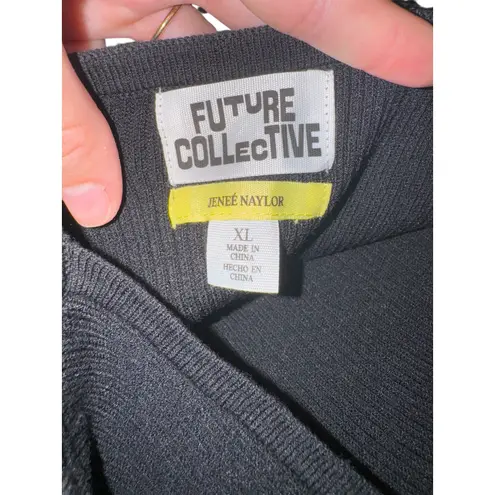 FUTURE
COLLECTIVE
JENEÉ NAYLOR
XL
MADE IN
CHINA
HECHO EN
CHINA